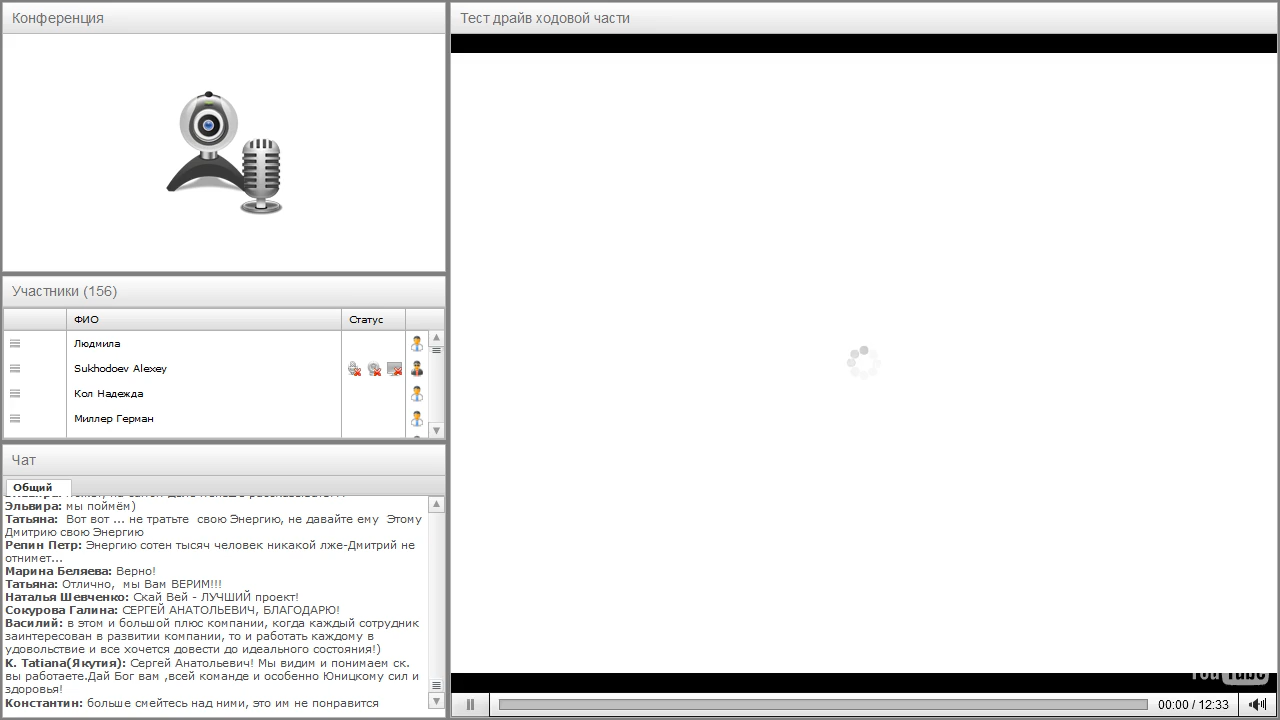 Конференция
Тест драйв ходовой части
Участники (156)
ФИО Статус
Людмила
Sukhodoev Alexey
Кол Надежда
Миллер Герман
Чат
Общий
Эльвира: мы поймём)
Татьяна: Вот вот ... не тратьте свою Энергию, не давайте ему Этому
Дмитрию свою Энергию
Репин Петр: Энергию сотен тысяч человек никакой лже-Дмитрий не
отнимет...
Марина Беляева: Верно!
Татьяна: Отлично, мы Вам ВЕРИМ!!!
Наталья Шевченко: Скай Вей - ЛУЧШИЙ проект!
Сокурова Галина: СЕРГЕЙ АНАТОЛЬЕВИЧ, БЛАГОДАРЮ!
Василий: в этом и большой плюс компании, когда каждый сотрудник
заинтересован в развитии компании, то и работать каждому в
удовольствие и все хочется довести до идеального состояния!)
K. Tatiana(Якутия): Сергей Анатольевич! Мы видим и понимаем ск.
вы работаете.Дай Бог вам ,всей команде и особенно Юницкому сил и
здоровья!
Константин: больше смейтесь над ними, это им не понравится
YouTube
00:00 / 12:33